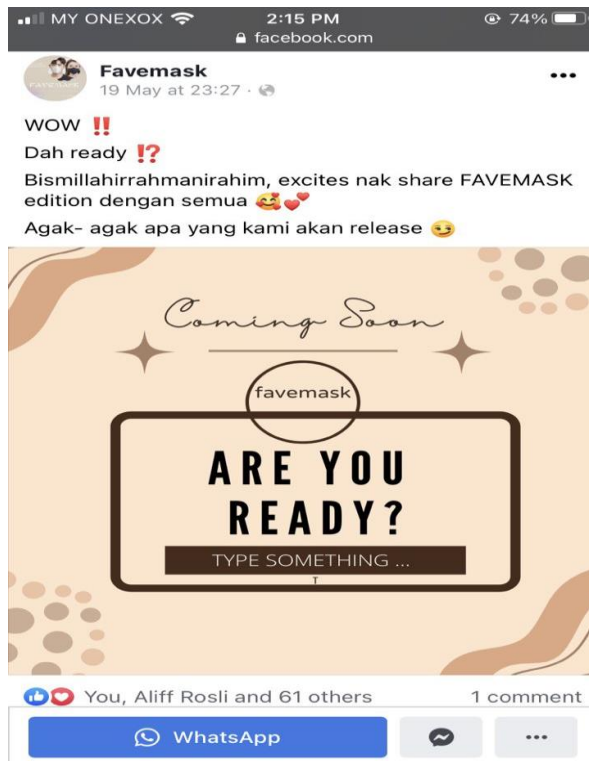 MY ONEXOX 2:15 PM 74%
facebook.com
Favemask
19 May at 23:27 ·
WOW ‼️
Dah ready ⁉️
Bismillahirrahmanirahim, excites nak share FAVEMASK
edition dengan semua 🥰💕
Agak- agak apa yang kami akan release 😏
Coming Soon
favemask
ARE YOU
READY?
TYPE SOMETHING ...
T
You, Aliff Rosli and 61 others 1 comment
WhatsApp